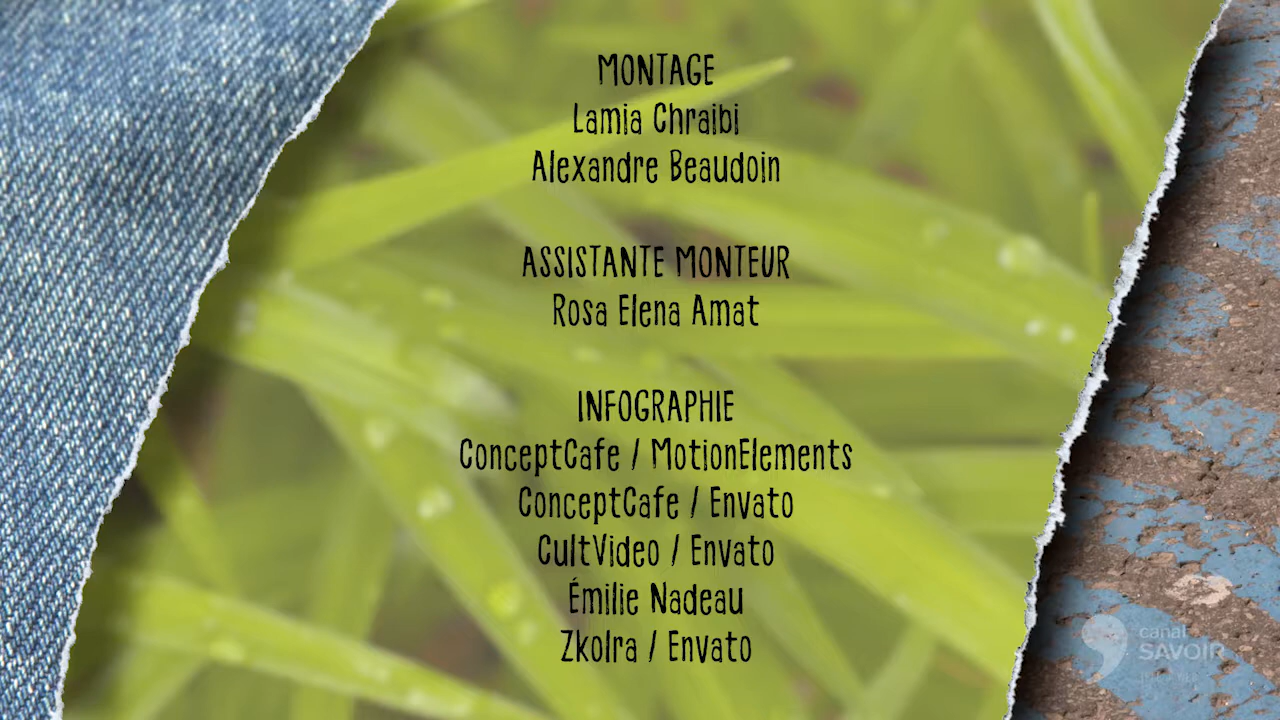 MONTAGE
Lamia Chraibi
Alexandre Beaudoin
ASSISTANTE MONTEUR
Rosa Elena Amat
INFOGRAPHIE
ConceptCafe / MotionElements
ConceptCafe / Envato
CultVideo / Envato
Émilie Nadeau
Zkolra / Envato
canal
SAVOIR